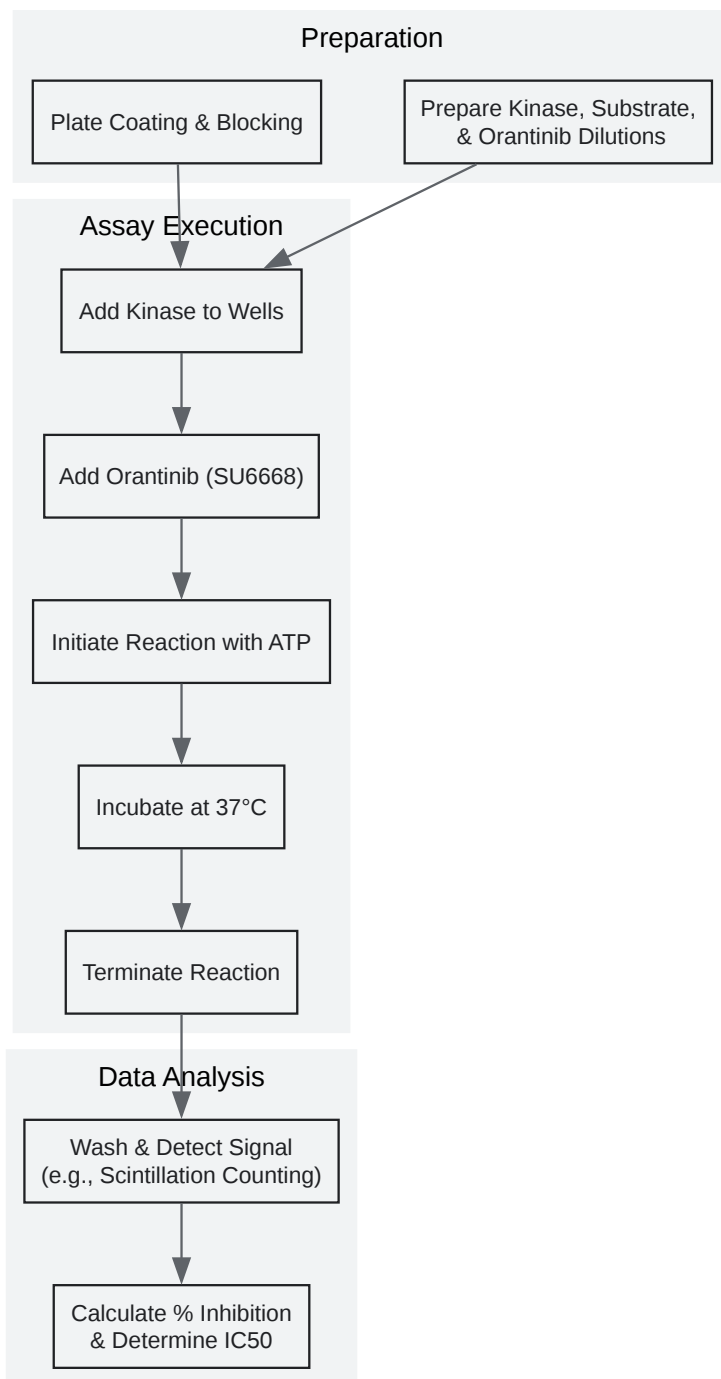 Preparation
Plate Coating & Blocking
Prepare Kinase, Substrate,
& Orantinib Dilutions
Assay Execution
Add Kinase to Wells
Add Orantinib (SU6668)
Initiate Reaction with ATP
Incubate at 37°C
Terminate Reaction
Data Analysis
Wash & Detect Signal
(e.g., Scintillation Counting)
Calculate % Inhibition
& Determine IC50